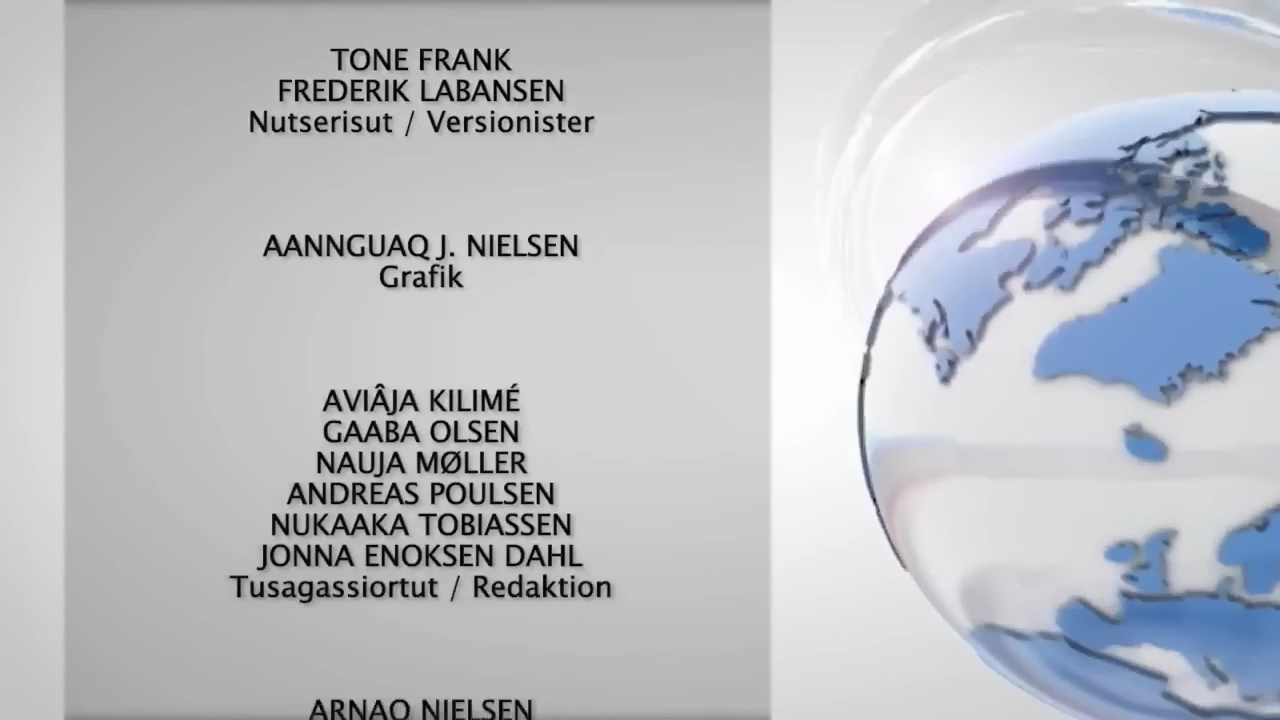 TONE FRANK
FREDERIK LABANSEN
Nutserisut / Versionister
AANNGUAQ J. NIELSEN
Grafik
AVIÂJA KILIMÉ
GAABA OLSEN
NAUJA MØLLER
ANDREAS POULSEN
NUKAAKA TOBIASSEN
JONNA ENOKSEN DAHL
Tusagassiortut / Redaktion
ARNAQ NIELSEN